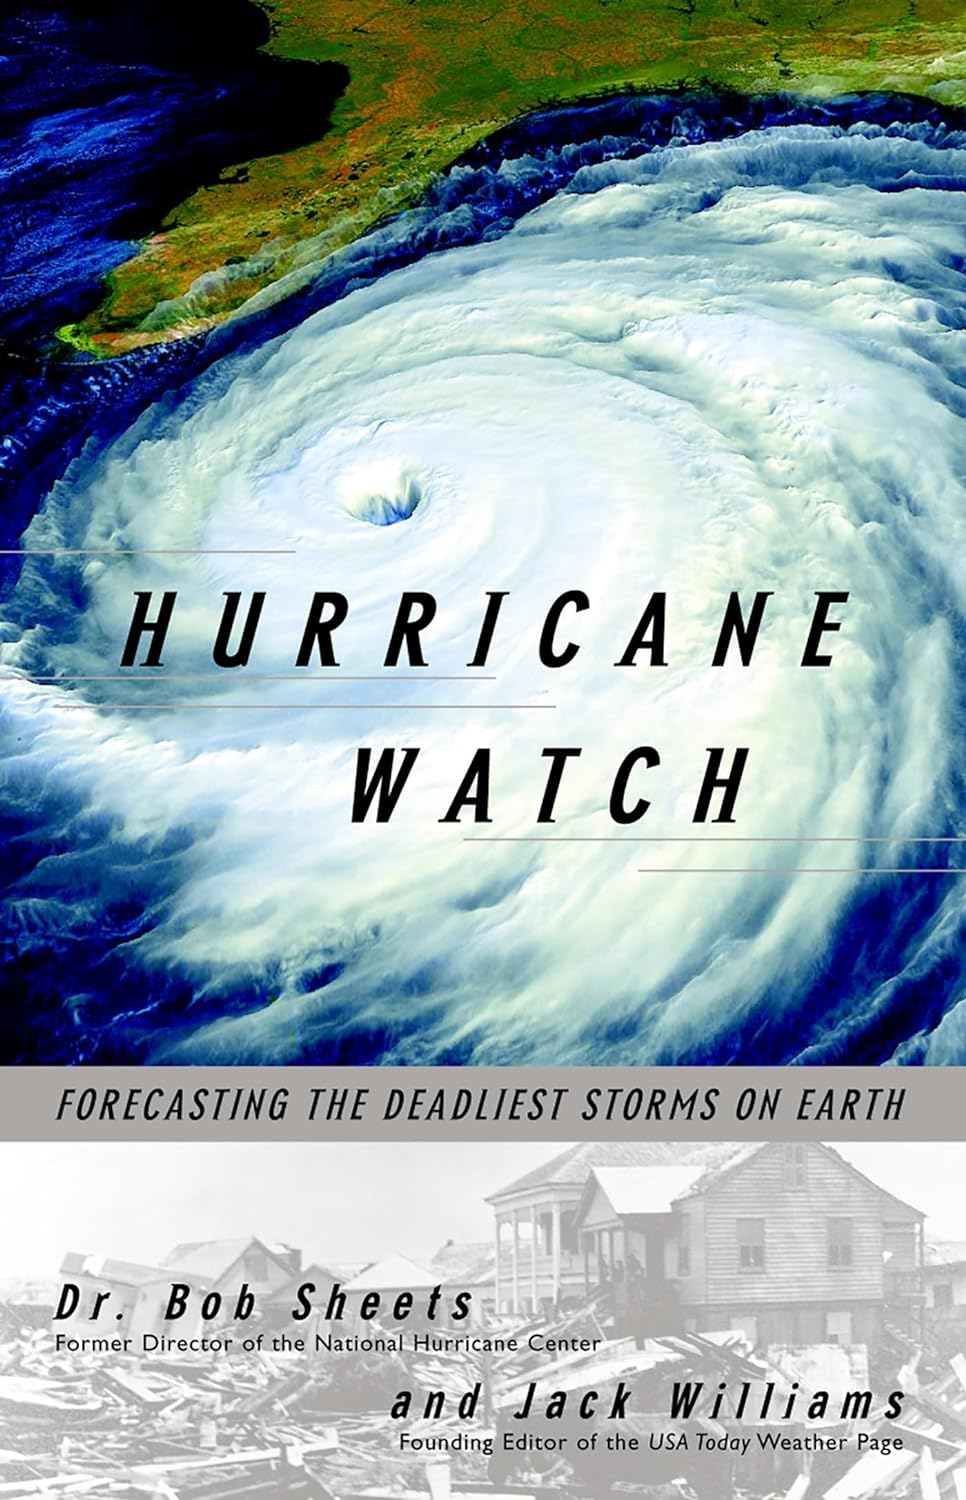 HURRICANE
WATCH
FORECASTING THE DEADLIEST STORMS ON EARTH
Dr. Bob Sheets
Former Director of the National Hurricane Center
and Jack Williams
Founding Editor of the USA Today Weather Page